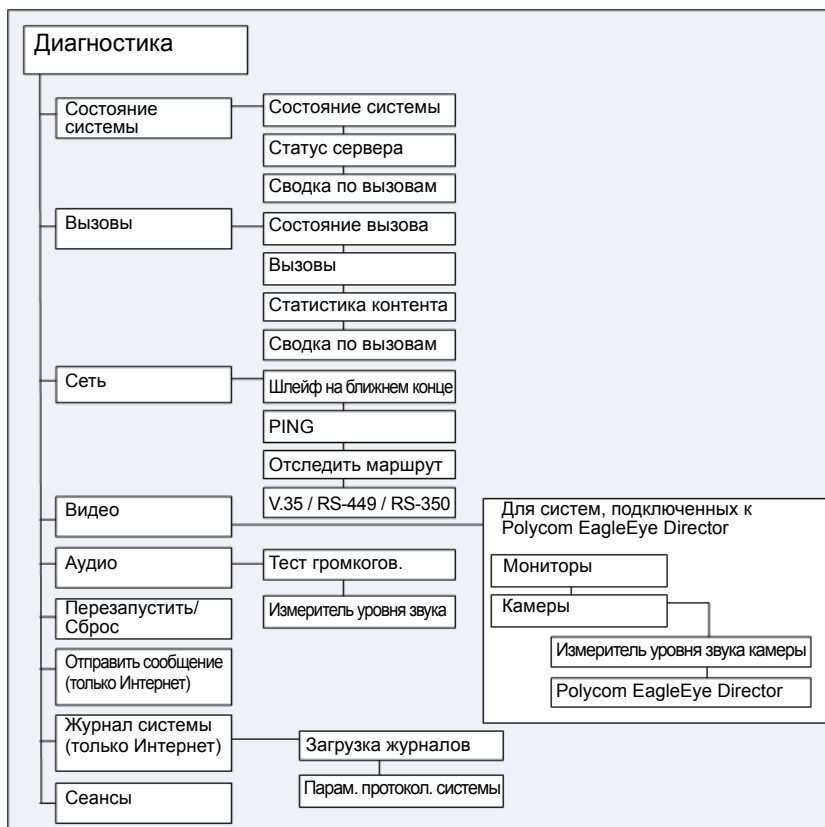 Диагностика
Состояние
системы
Состояние системы
Статус сервера
Сводка по вызовам
Вызовы
Состояние вызова
Вызовы
Статистика контента
Сводка по вызовам
Сеть
Шлейф на ближнем конце
PING
Отследить маршрут
V.35 / RS-449 / RS-350
Видео
Для систем, подключенных к
Polycom EagleEye Director
Мониторы
Камеры
Измеритель уровня звука камеры
Polycom EagleEye Director
Аудио
Тест громкогов.
Измеритель уровня звука
Перезапустить/
Сброс
Отправить сообщение
(только Интернет)
Журнал системы
(только Интернет)
Загрузка журналов
Парам. протокол. системы
Сеансы